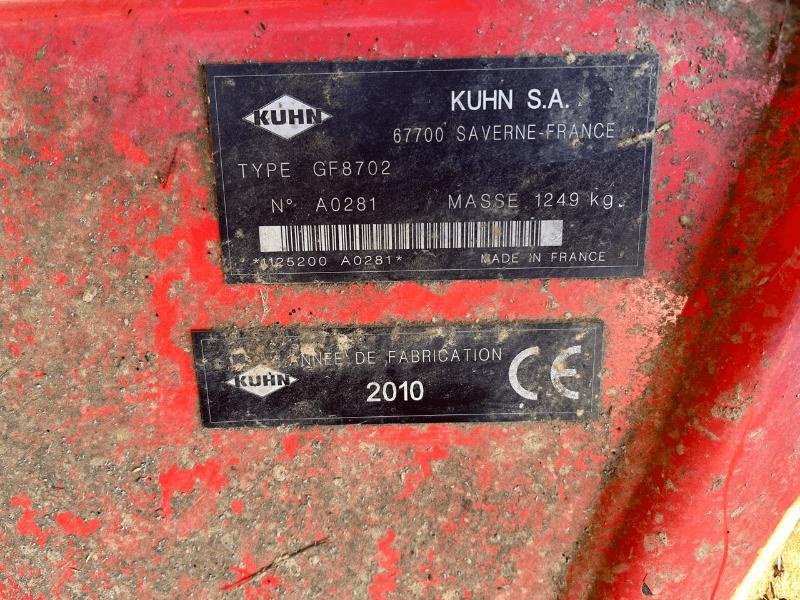 KUHN
KUHN S.A.
67700 SAVERNE-FRANCE
TYPE GF8702
N° A0281 MASSE 1249 kg.
*1125200 A0281* MADE IN FRANCE
ANNÉE DE FABRICATION
KUHN
2010
CE